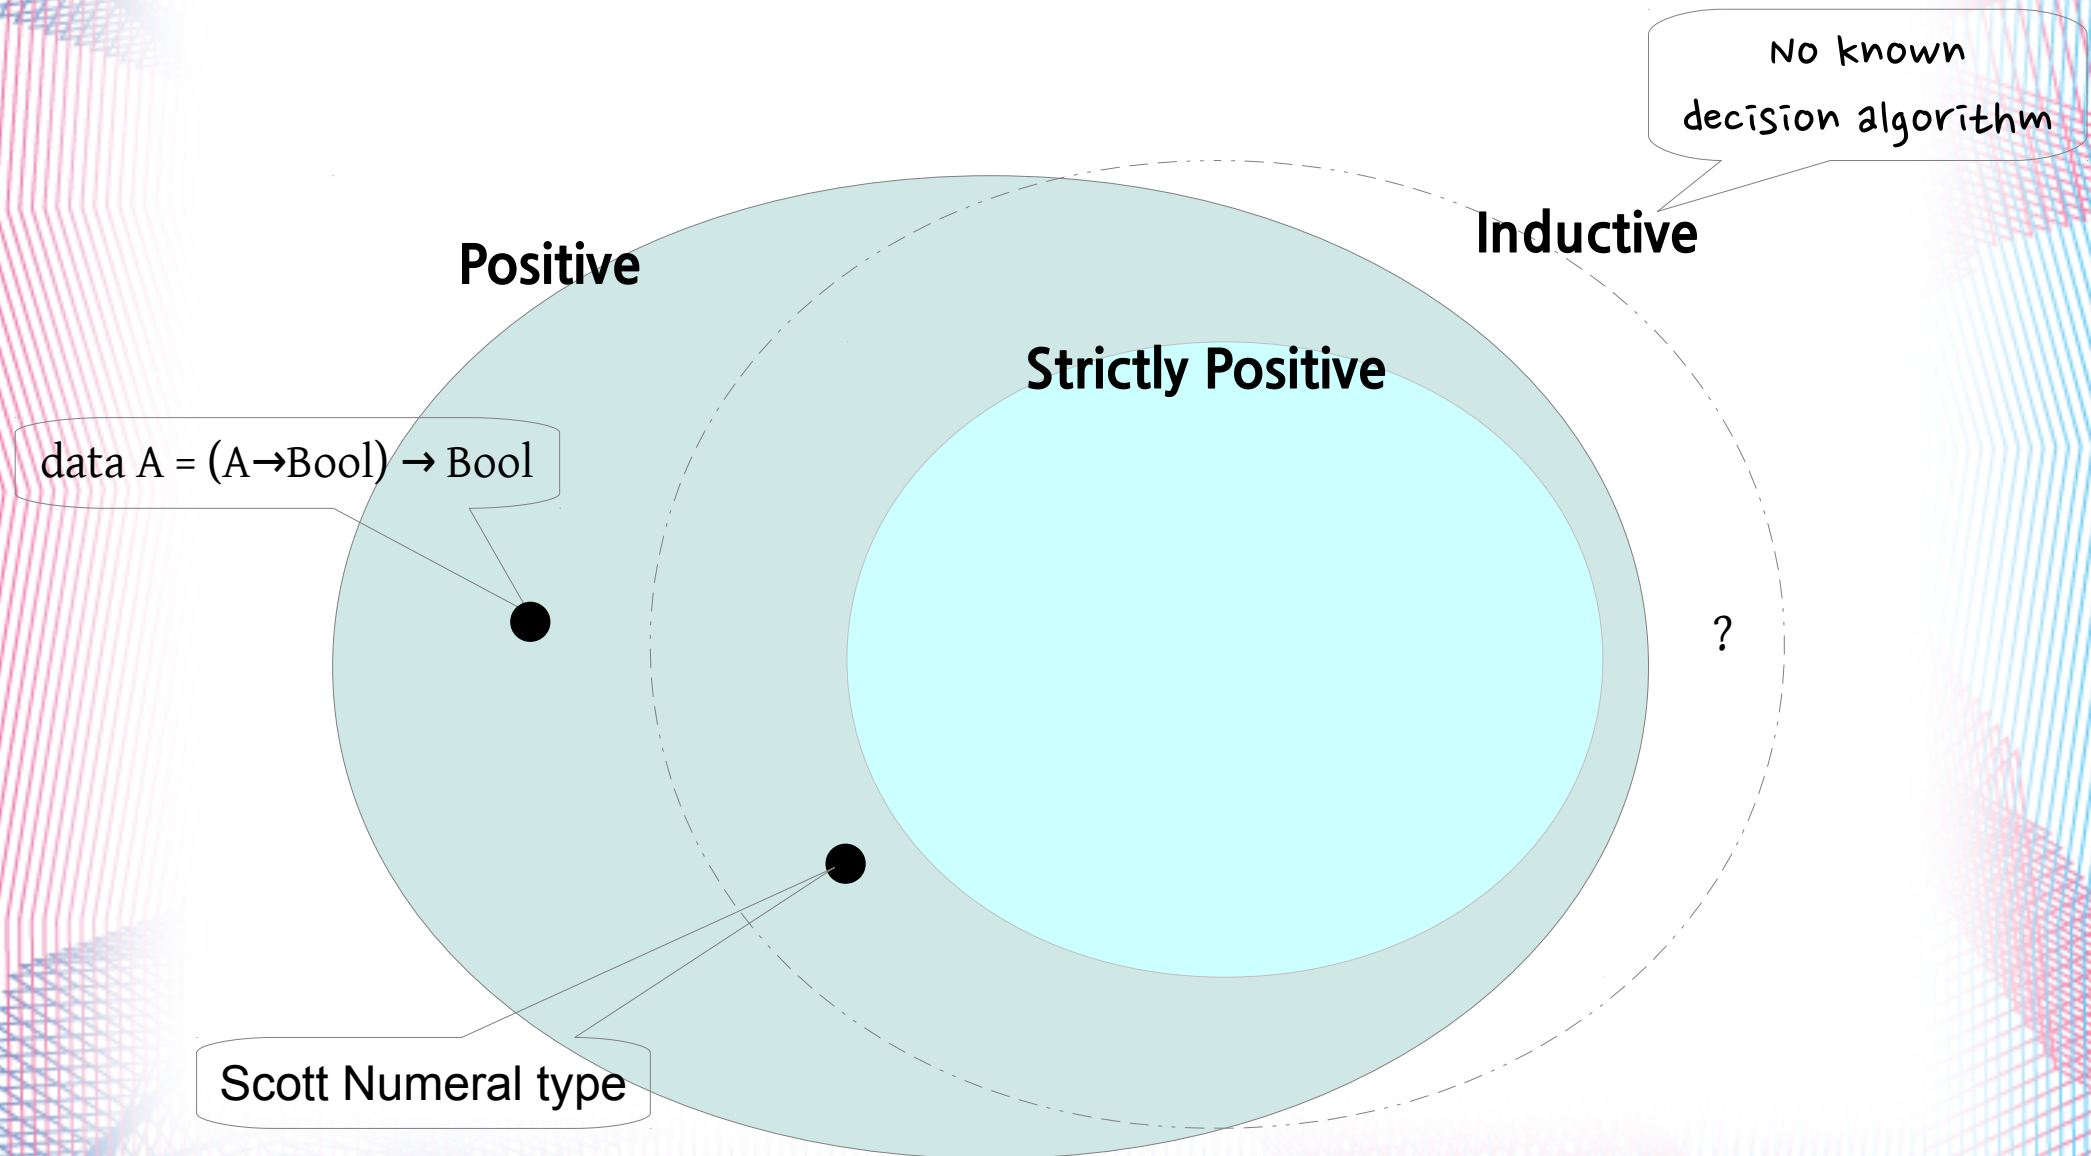 No known
decision algorithm
Inductive
Positive
Strictly Positive
data A = (A→Bool) → Bool
?
Scott Numeral type